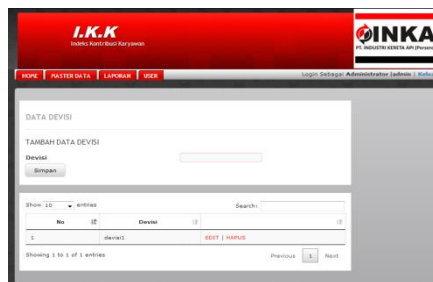 I.K.K
Indeks Kontribusi Karyawan
INKA
PT. INDUSTRI KERETA API (Persero
HOME MASTER DATA LAPORAN USER
Login Sebagai Administrator [admin | Kelua
DATA DEVISI
TAMBAH DATA DEVISI
Devisi
Simpan
Show 10 entries Search:
No Devisi
1 devisi1 EDIT | HAPUS
Showing 1 to 1 of 1 entries Previous 1 Next